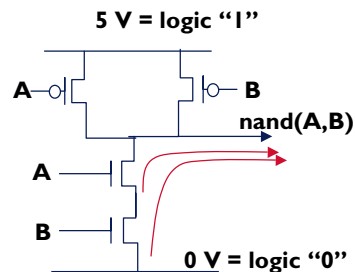 5 V = logic “1”
A
B
nand(A,B)
A
B
0 V = logic “0”